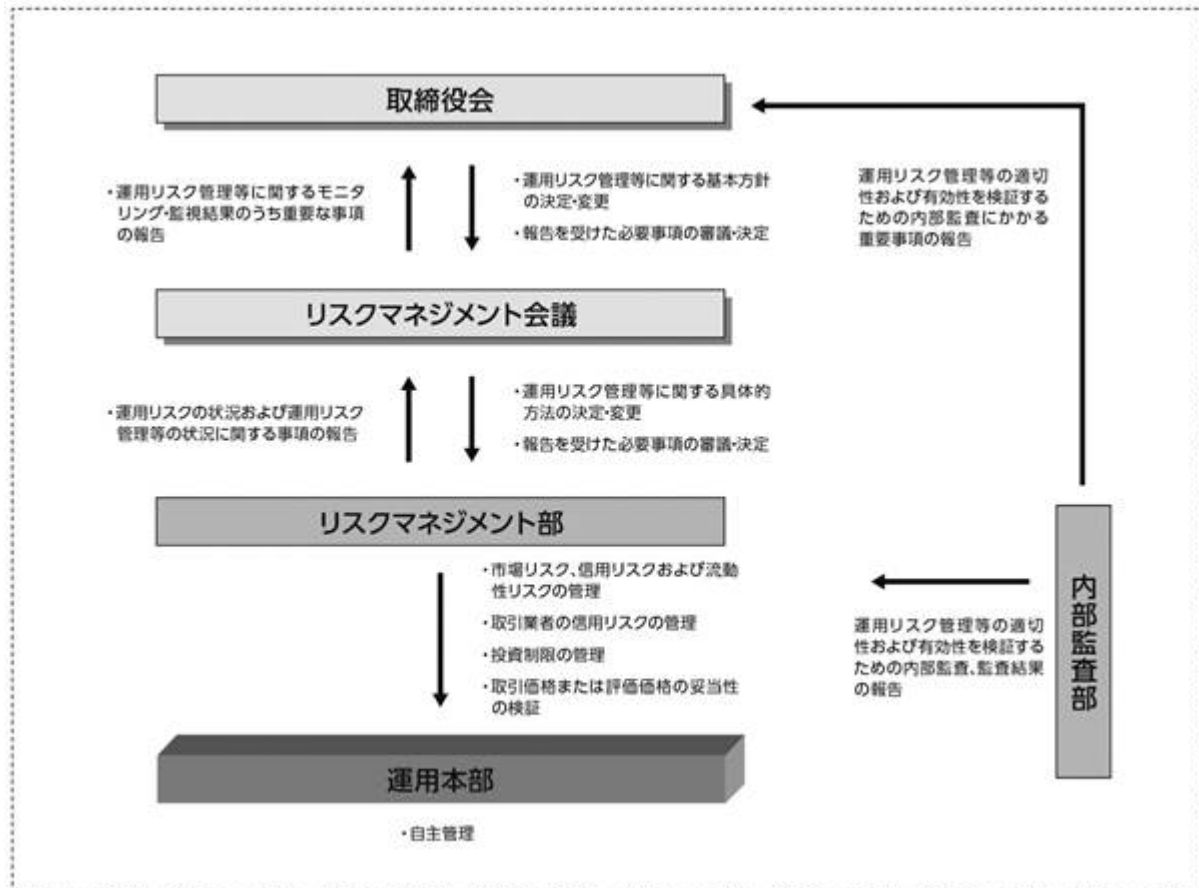 取締役会
・運用リスク管理等に関するモニタ
リング・監視結果のうち重要な事項
の報告
・運用リスク管理等に関する基本方針
の決定・変更
・報告を受けた必要事項の審議・決定
運用リスク管理等の適切
性および有効性を検証する
ための内部監査にかかる
重要事項の報告
リスクマネジメント会議
・運用リスクの状況および運用リスク
管理等の状況に関する事項の報告
・運用リスク管理等に関する具体的
方法の決定・変更
・報告を受けた必要事項の審議・決定
リスクマネジメント部
・市場リスク、信用リスクおよび流動
性リスクの管理
・取引業者の信用リスクの管理
・投資制限の管理
・取引価格または評価価格の妥当性
の検証
運用リスク管理等の適切
性および有効性を検証する
ための内部監査、監査結果
の報告
内部監査部
運用本部
・自主管理